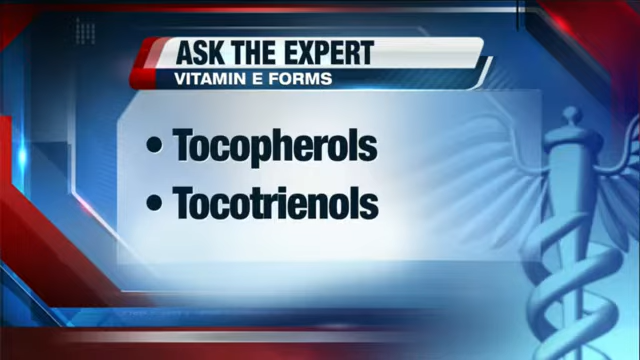 ASK THE EXPERT
VITAMIN E FORMS
• Tocopherols
• Tocotrienols